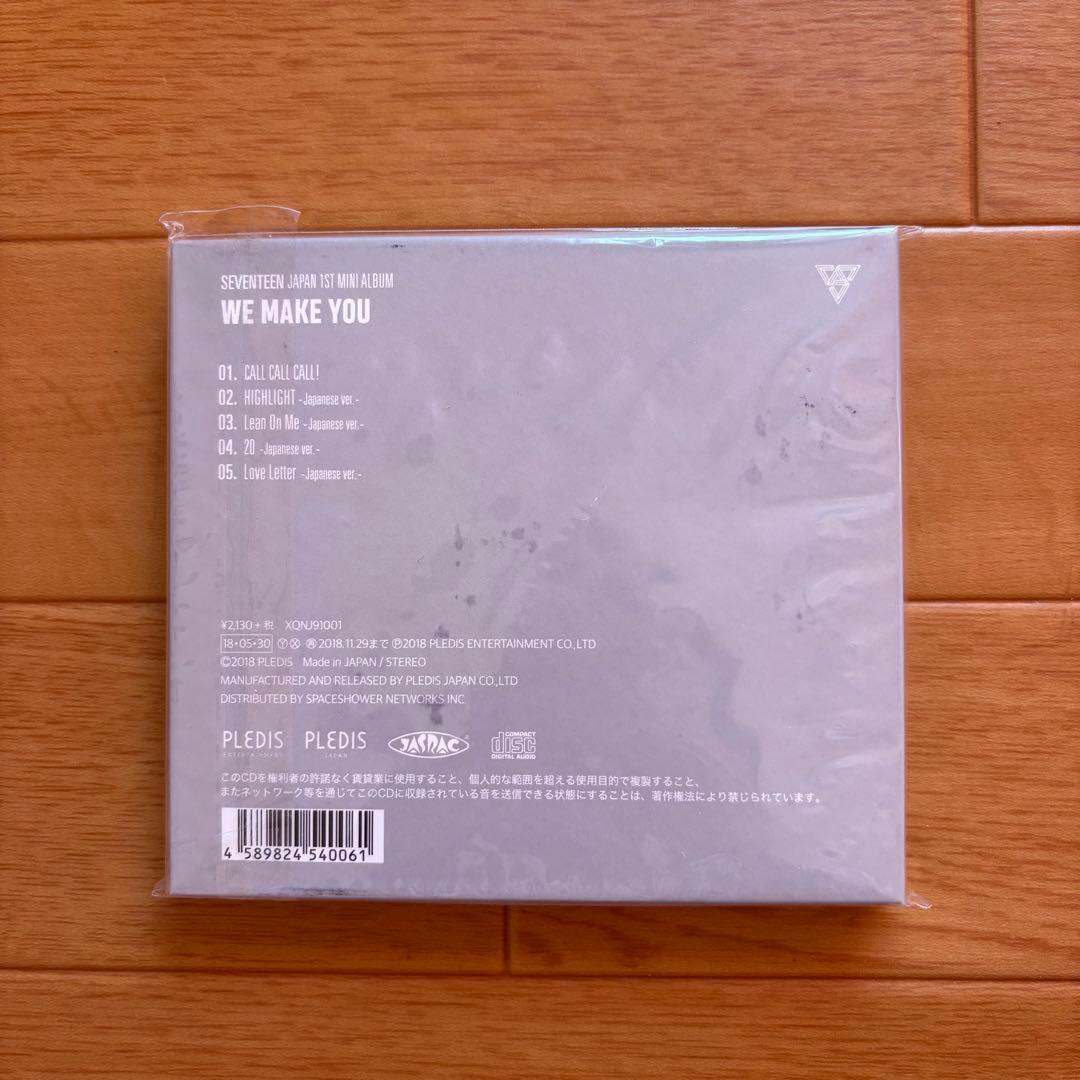 SEVENTEEN JAPAN 1ST MINI ALBUM
WE MAKE YOU
01. CALL CALL CALL!
02. HIGHLIGHT -Japanese ver.-
03. Lean On Me -Japanese ver.-
04. 20 -Japanese ver.-
05. Love Letter -Japanese ver.-
¥2,130+税 XQNJ91001
18・05・30 Ⓨ Ⓧ ㊐2018.11.29まで Ⓟ2018 PLEDIS ENTERTAINMENT CO.,LTD
©2018 PLEDIS Made in JAPAN / STEREO
MANUFACTURED AND RELEASED BY PLEDIS JAPAN CO.,LTD
DISTRIBUTED BY SPACESHOWER NETWORKS INC.
PLEDIS ENTERTAINMENT PLEDIS JAPAN JASRAC COMPACT disc DIGITAL AUDIO
このCDを権利者の許諾なく賃貸業に使用すること、個人的な範囲を超える使用目的で複製すること、
またネットワーク等を通じてこのCDに収録されている音を送信できる状態にすることは、著作権法により禁じられています。
4 589824 540061